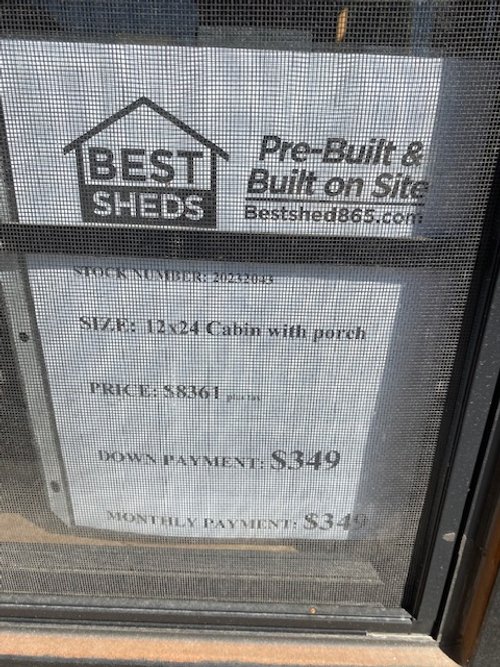 BEST
SHEDS
Pre-Built &
Built on Site
Bestshed865.com
STOCK NUMBER: 20232043
SIZE: 12x24 Cabin with porch
PRICE: $8361 plus tax
DOWN PAYMENT: $349
MONTHLY PAYMENT: $349